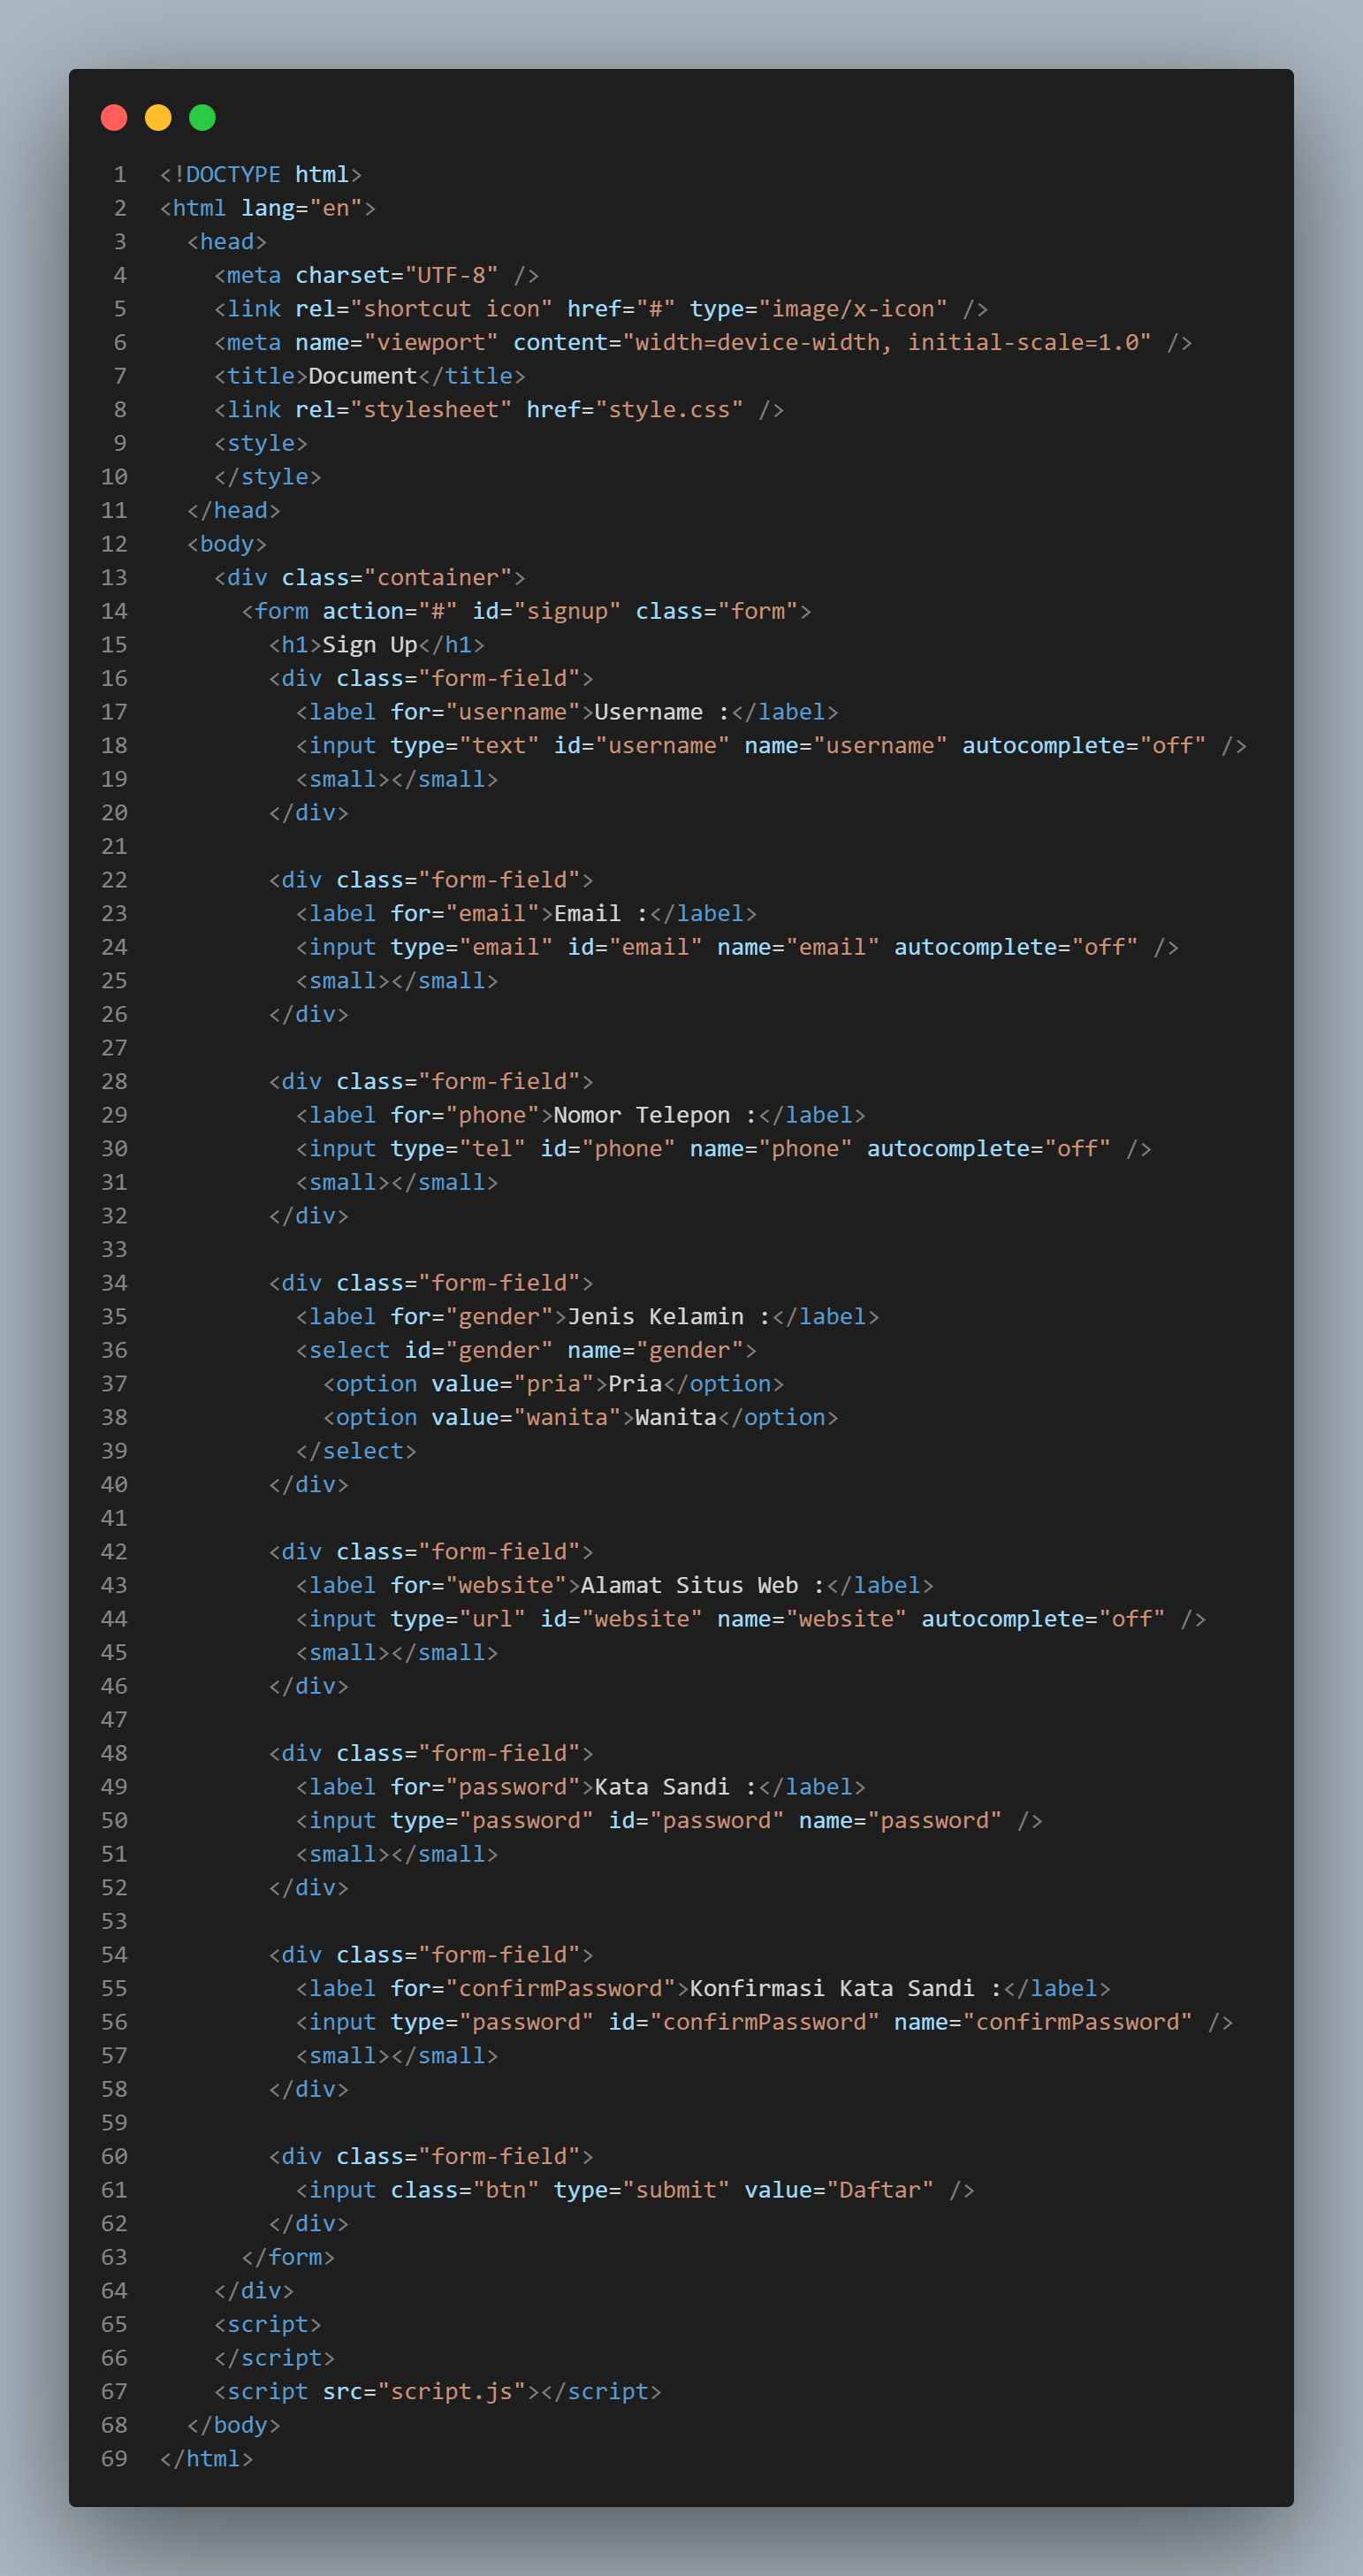 1 <!DOCTYPE html>
2 <html lang="en">
3   <head>
4     <meta charset="UTF-8" />
5     <link rel="shortcut icon" href="#" type="image/x-icon" />
6     <meta name="viewport" content="width=device-width, initial-scale=1.0" />
7     <title>Document</title>
8     <link rel="stylesheet" href="style.css" />
9     <style>
10     </style>
11   </head>
12   <body>
13     <div class="container">
14       <form action="#" id="signup" class="form">
15         <h1>Sign Up</h1>
16         <div class="form-field">
17           <label for="username">Username :</label>
18           <input type="text" id="username" name="username" autocomplete="off" />
19           <small></small>
20         </div>
21
22         <div class="form-field">
23           <label for="email">Email :</label>
24           <input type="email" id="email" name="email" autocomplete="off" />
25           <small></small>
26         </div>
27
28         <div class="form-field">
29           <label for="phone">Nomor Telepon :</label>
30           <input type="tel" id="phone" name="phone" autocomplete="off" />
31           <small></small>
32         </div>
33
34         <div class="form-field">
35           <label for="gender">Jenis Kelamin :</label>
36           <select id="gender" name="gender">
37             <option value="pria">Pria</option>
38             <option value="wanita">Wanita</option>
39           </select>
40         </div>
41
42         <div class="form-field">
43           <label for="website">Alamat Situs Web :</label>
44           <input type="url" id="website" name="website" autocomplete="off" />
45           <small></small>
46         </div>
47
48         <div class="form-field">
49           <label for="password">Kata Sandi :</label>
50           <input type="password" id="password" name="password" />
51           <small></small>
52         </div>
53
54         <div class="form-field">
55           <label for="confirmPassword">Konfirmasi Kata Sandi :</label>
56           <input type="password" id="confirmPassword" name="confirmPassword" />
57           <small></small>
58         </div>
59
60         <div class="form-field">
61           <input class="btn" type="submit" value="Daftar" />
62         </div>
63       </form>
64     </div>
65     <script>
66     </script>
67     <script src="script.js"></script>
68   </body>
69 </html>